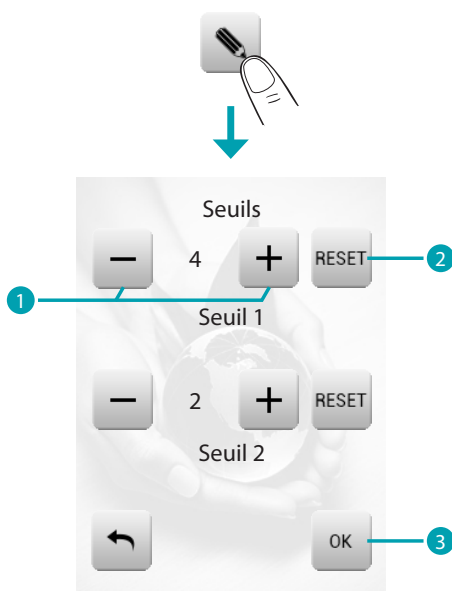 Seuils
− 4 + RESET 2
1
Seuil 1
− 2 + RESET
Seuil 2
OK 3